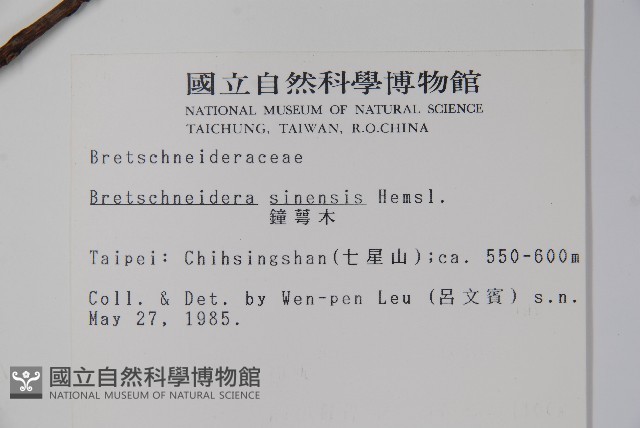 國立自然科學博物館
NATIONAL MUSEUM OF NATURAL SCIENCE
TAICHUNG, TAIWAN, R.O.CHINA
Bretschneideraceae
Bretschneidera sinensis Hemsl.
鐘萼木
Taipei: Chihsingshan(七星山);ca. 550-600m
Coll. & Det. by Wen-pen Leu (呂文賓) s.n.
May 27, 1985.
國立自然科學博物館
NATIONAL MUSEUM OF NATURAL SCIENCE